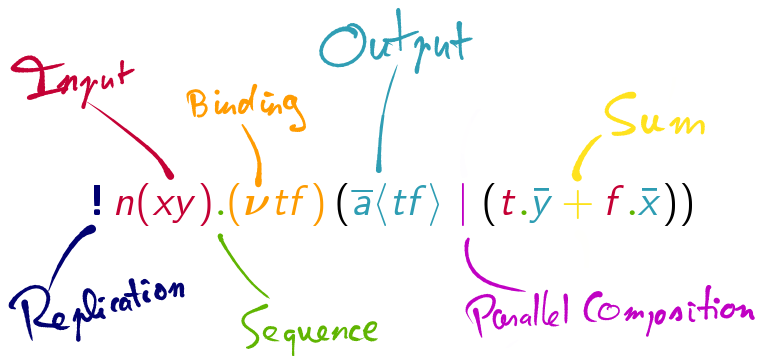 Output
Input
Binding
Sum
! n(xy).(νtf)(a̅⟨tf⟩ | (t.y̅ + f.x̅))
Replication
Sequence
Parallel Composition